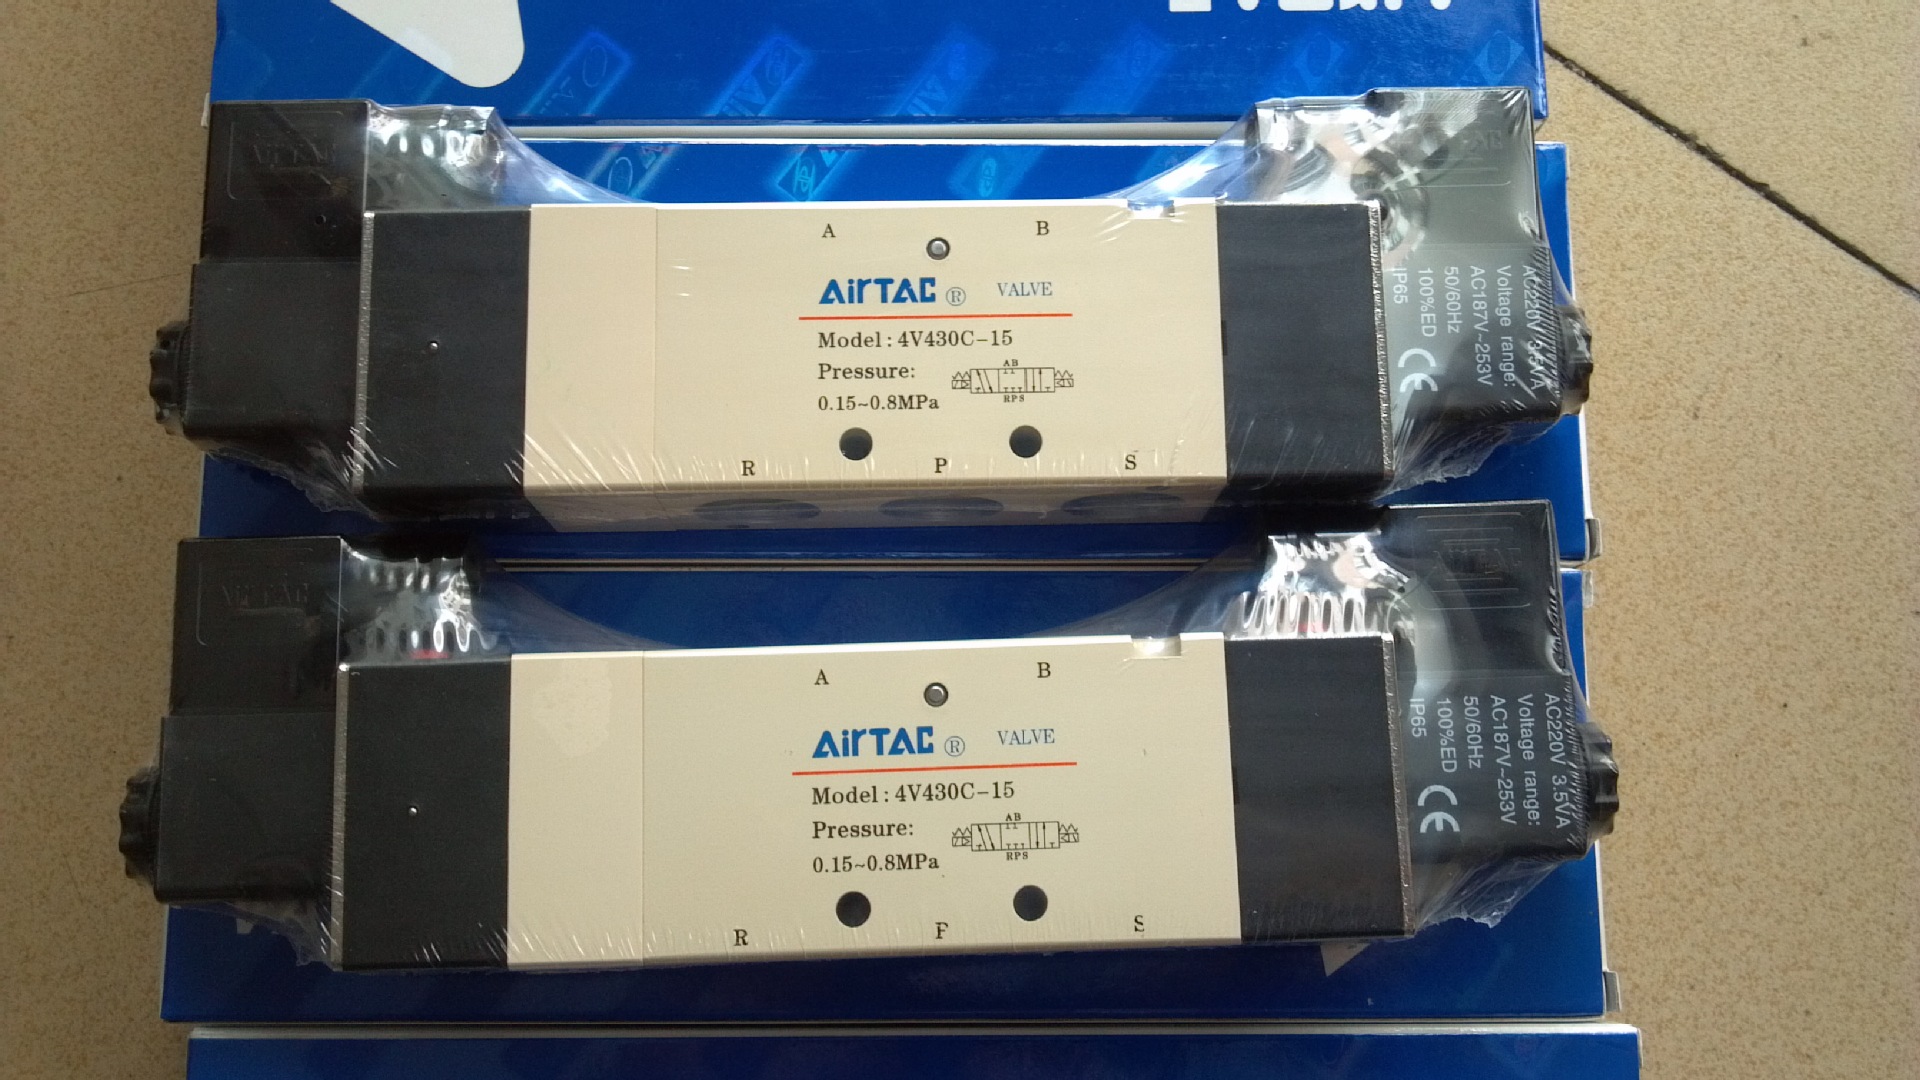 A B
AirTAC ® VALVE
Model: 4V430C-15
Pressure:
0.15~0.8MPa
AB
RPS
R P S
AC220V 3.5VA
Voltage range:
AC187V~253V
50/60Hz
100%ED
IP65
CE
AirTAC
AirTAC
A B
AirTAC ® VALVE
Model: 4V430C-15
Pressure:
0.15~0.8MPa
AB
RPS
R P S
AC220V 3.5VA
Voltage range:
AC187V~253V
50/60Hz
100%ED
IP65
CE